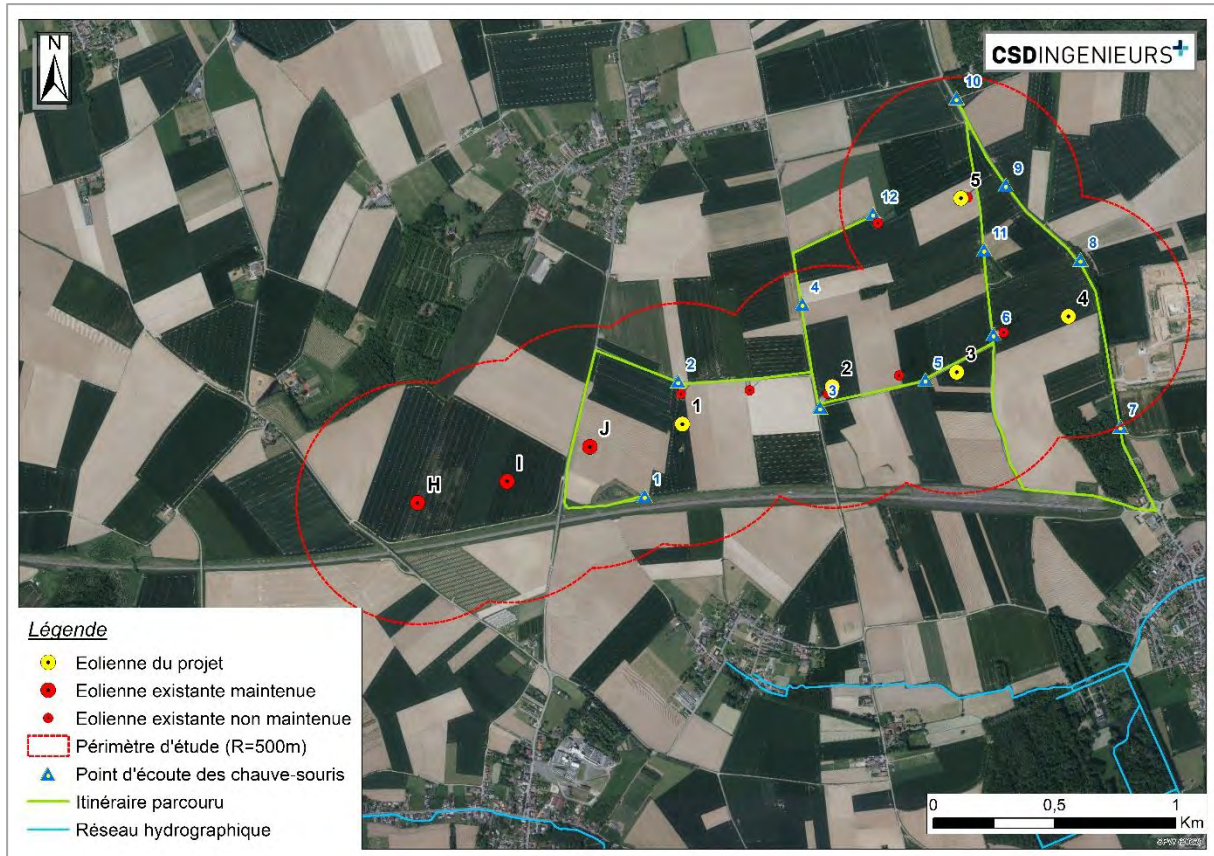 N
CSDINGENIEURS+
10
9
5
12
11
8
4
4
6
2
3
2
5
3
1
7
J
I
1
H
Légende
Eolienne du projet
Eolienne existante maintenue
Eolienne existante non maintenue
Périmètre d'étude (R=500m)
Point d'écoute des chauve-souris
Itinéraire parcouru
Réseau hydrographique
0 0,5 1
Km